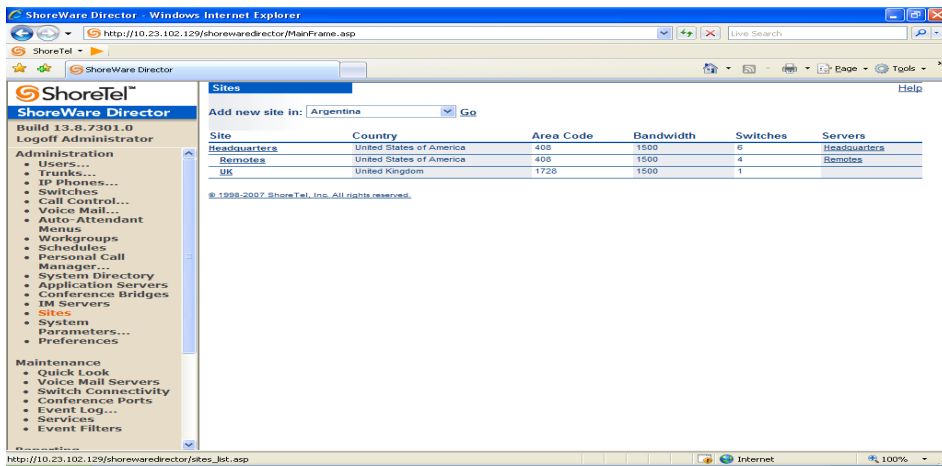 ShoreWare Director - Windows Internet Explorer
http://10.23.102.129/shorewaredirector/MainFrame.asp
Live Search
ShoreTel
ShoreWare Director
Page
Tools
ShoreTel™
ShoreWare Director
Build 13.8.7301.0
Logoff Administrator
Administration
• Users...
• Trunks...
• IP Phones...
• Switches
• Call Control...
• Voice Mail...
• Auto-Attendant
Menus
• Workgroups
• Schedules
• Personal Call
Manager...
• System Directory
• Application Servers
• Conference Bridges
• IM Servers
• Sites
• System
Parameters...
• Preferences
Maintenance
• Quick Look
• Voice Mail Servers
• Switch Connectivity
• Conference Ports
• Event Log...
• Services
• Event Filters
Sites
Help
Add new site in: Argentina Go
Site Country Area Code Bandwidth Switches Servers
Headquarters United States of America 408 1500 6 Headquarters
Remotes United States of America 408 1500 4 Remotes
UK United Kingdom 1728 1500 1
© 1998-2007 ShoreTel, Inc. All rights reserved.
http://10.23.102.129/shorewaredirector/sites_list.asp
Internet
100%